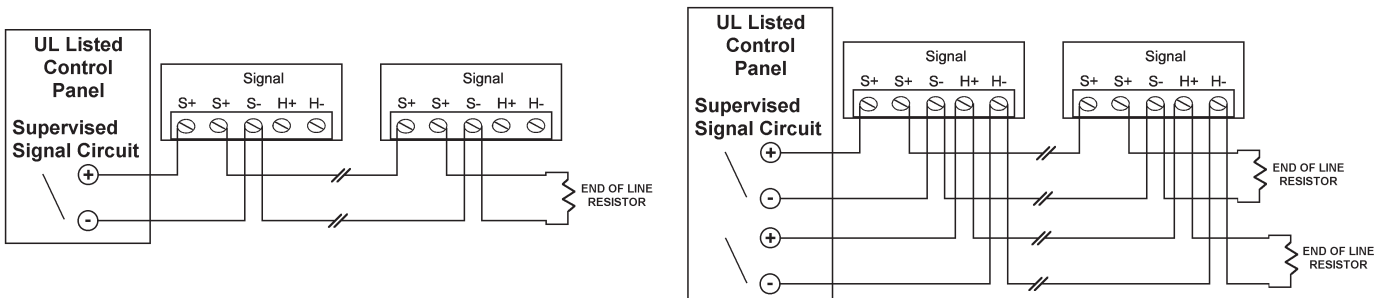 UL Listed
Control
Panel
Supervised
Signal Circuit
+
-
Signal
S+ S+ S- H+ H-
Signal
S+ S+ S- H+ H-
END OF LINE
RESISTOR
UL Listed
Control
Panel
Supervised
Signal Circuit
+
-
+
-
Signal
S+ S+ S- H+ H-
Signal
S+ S+ S- H+ H-
END OF LINE
RESISTOR
END OF LINE
RESISTOR